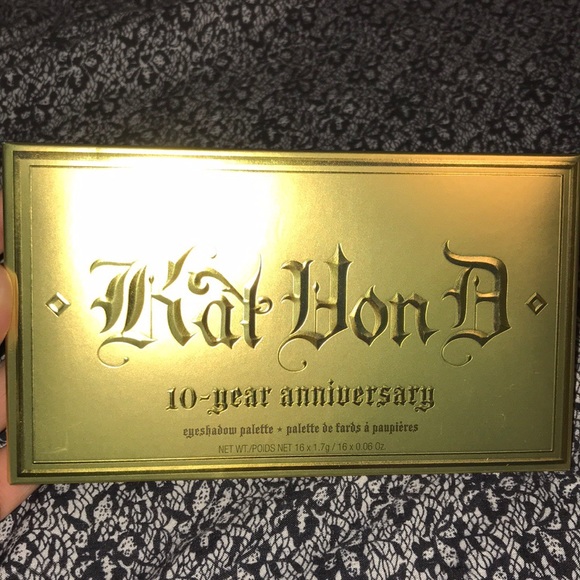 Kat Von D
10-year anniversary
eyeshadow palette ★ palette de fards à paupières
NET WT./POIDS NET 16 x 1.7g / 16 x 0.06 Oz.